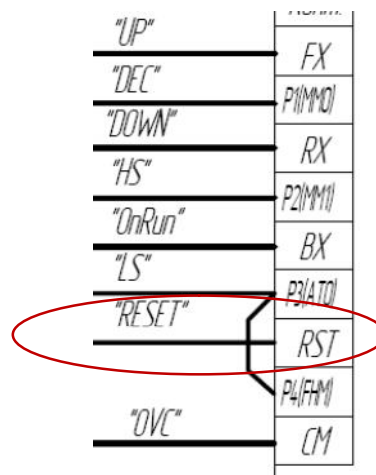 "UP"
FX
"DEC"
P1(MM0)
"DOWN"
RX
"HS"
P2(MM1)
"OnRun"
BX
"LS"
P3(AT0)
"RESET"
RST
P4(FHM)
"OVC"
CM